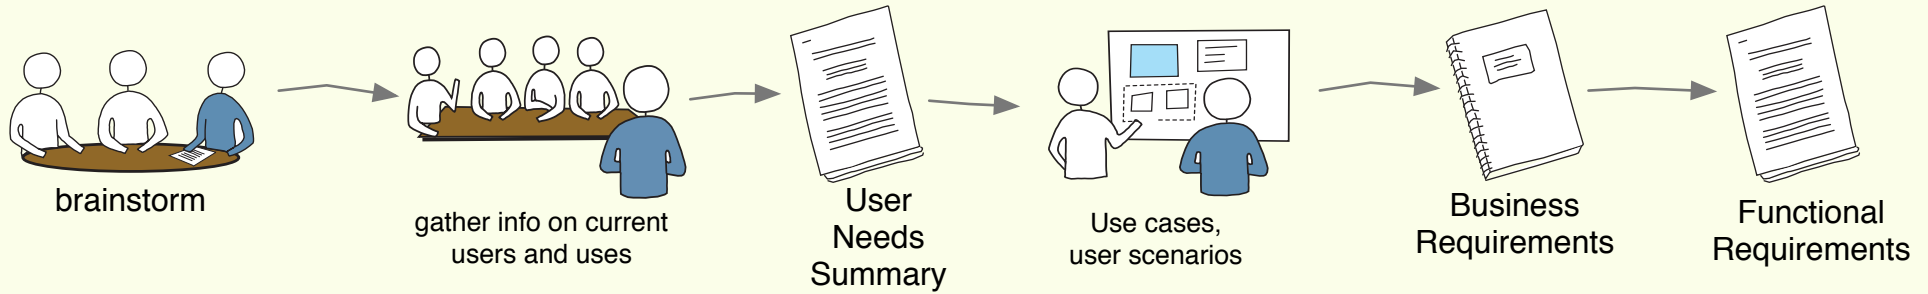 brainstorm
gather info on current
users and uses
User
Needs
Summary
Use cases,
user scenarios
Business
Requirements
Functional
Requirements